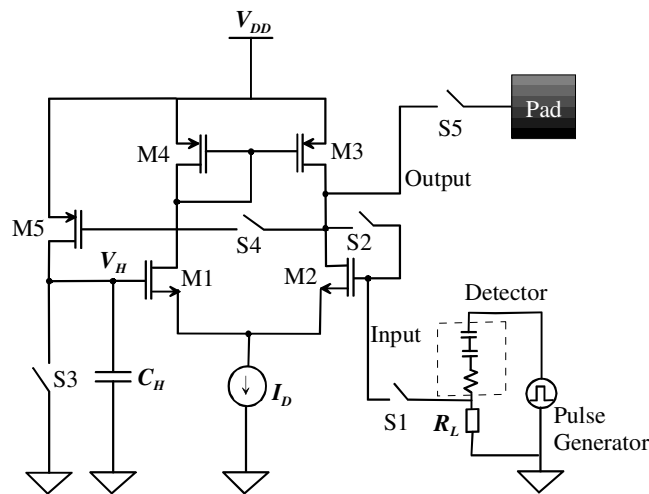 V_DD
Pad
S5
M4
M3
Output
M5
S4
S2
V_H
M1
M2
Detector
Input
S3
C_H
I_D
S1
R_L
Pulse
Generator